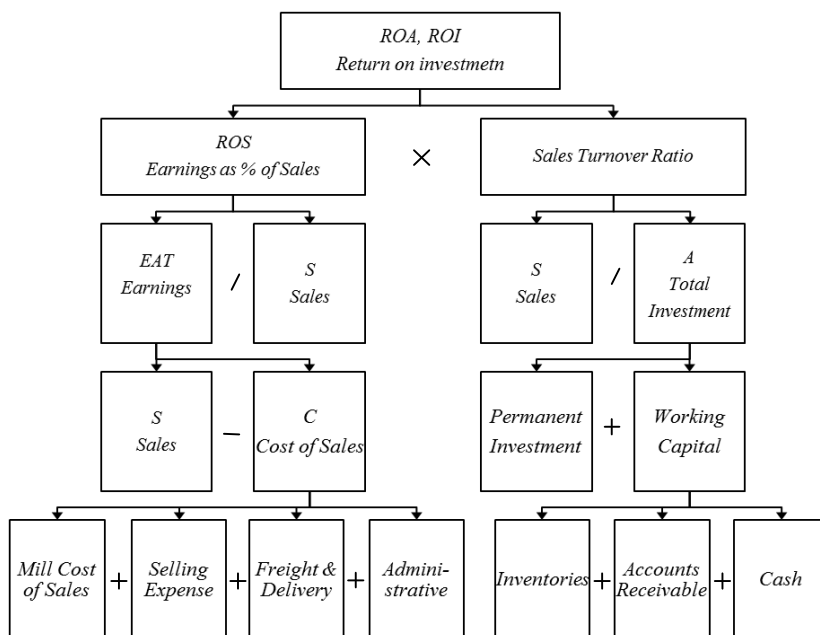 ROA, ROI
Return on investmetn
ROS
Earnings as % of Sales
×
Sales Turnover Ratio
EAT
Earnings
/
S
Sales
S
Sales
/
A
Total
Investment
S
Sales
−
C
Cost of Sales
Permanent
Investment
+
Working
Capital
Mill Cost
of Sales
+
Selling
Expense
+
Freight &
Delivery
+
Admini-
strative
Inventories
+
Accounts
Receivable
+
Cash